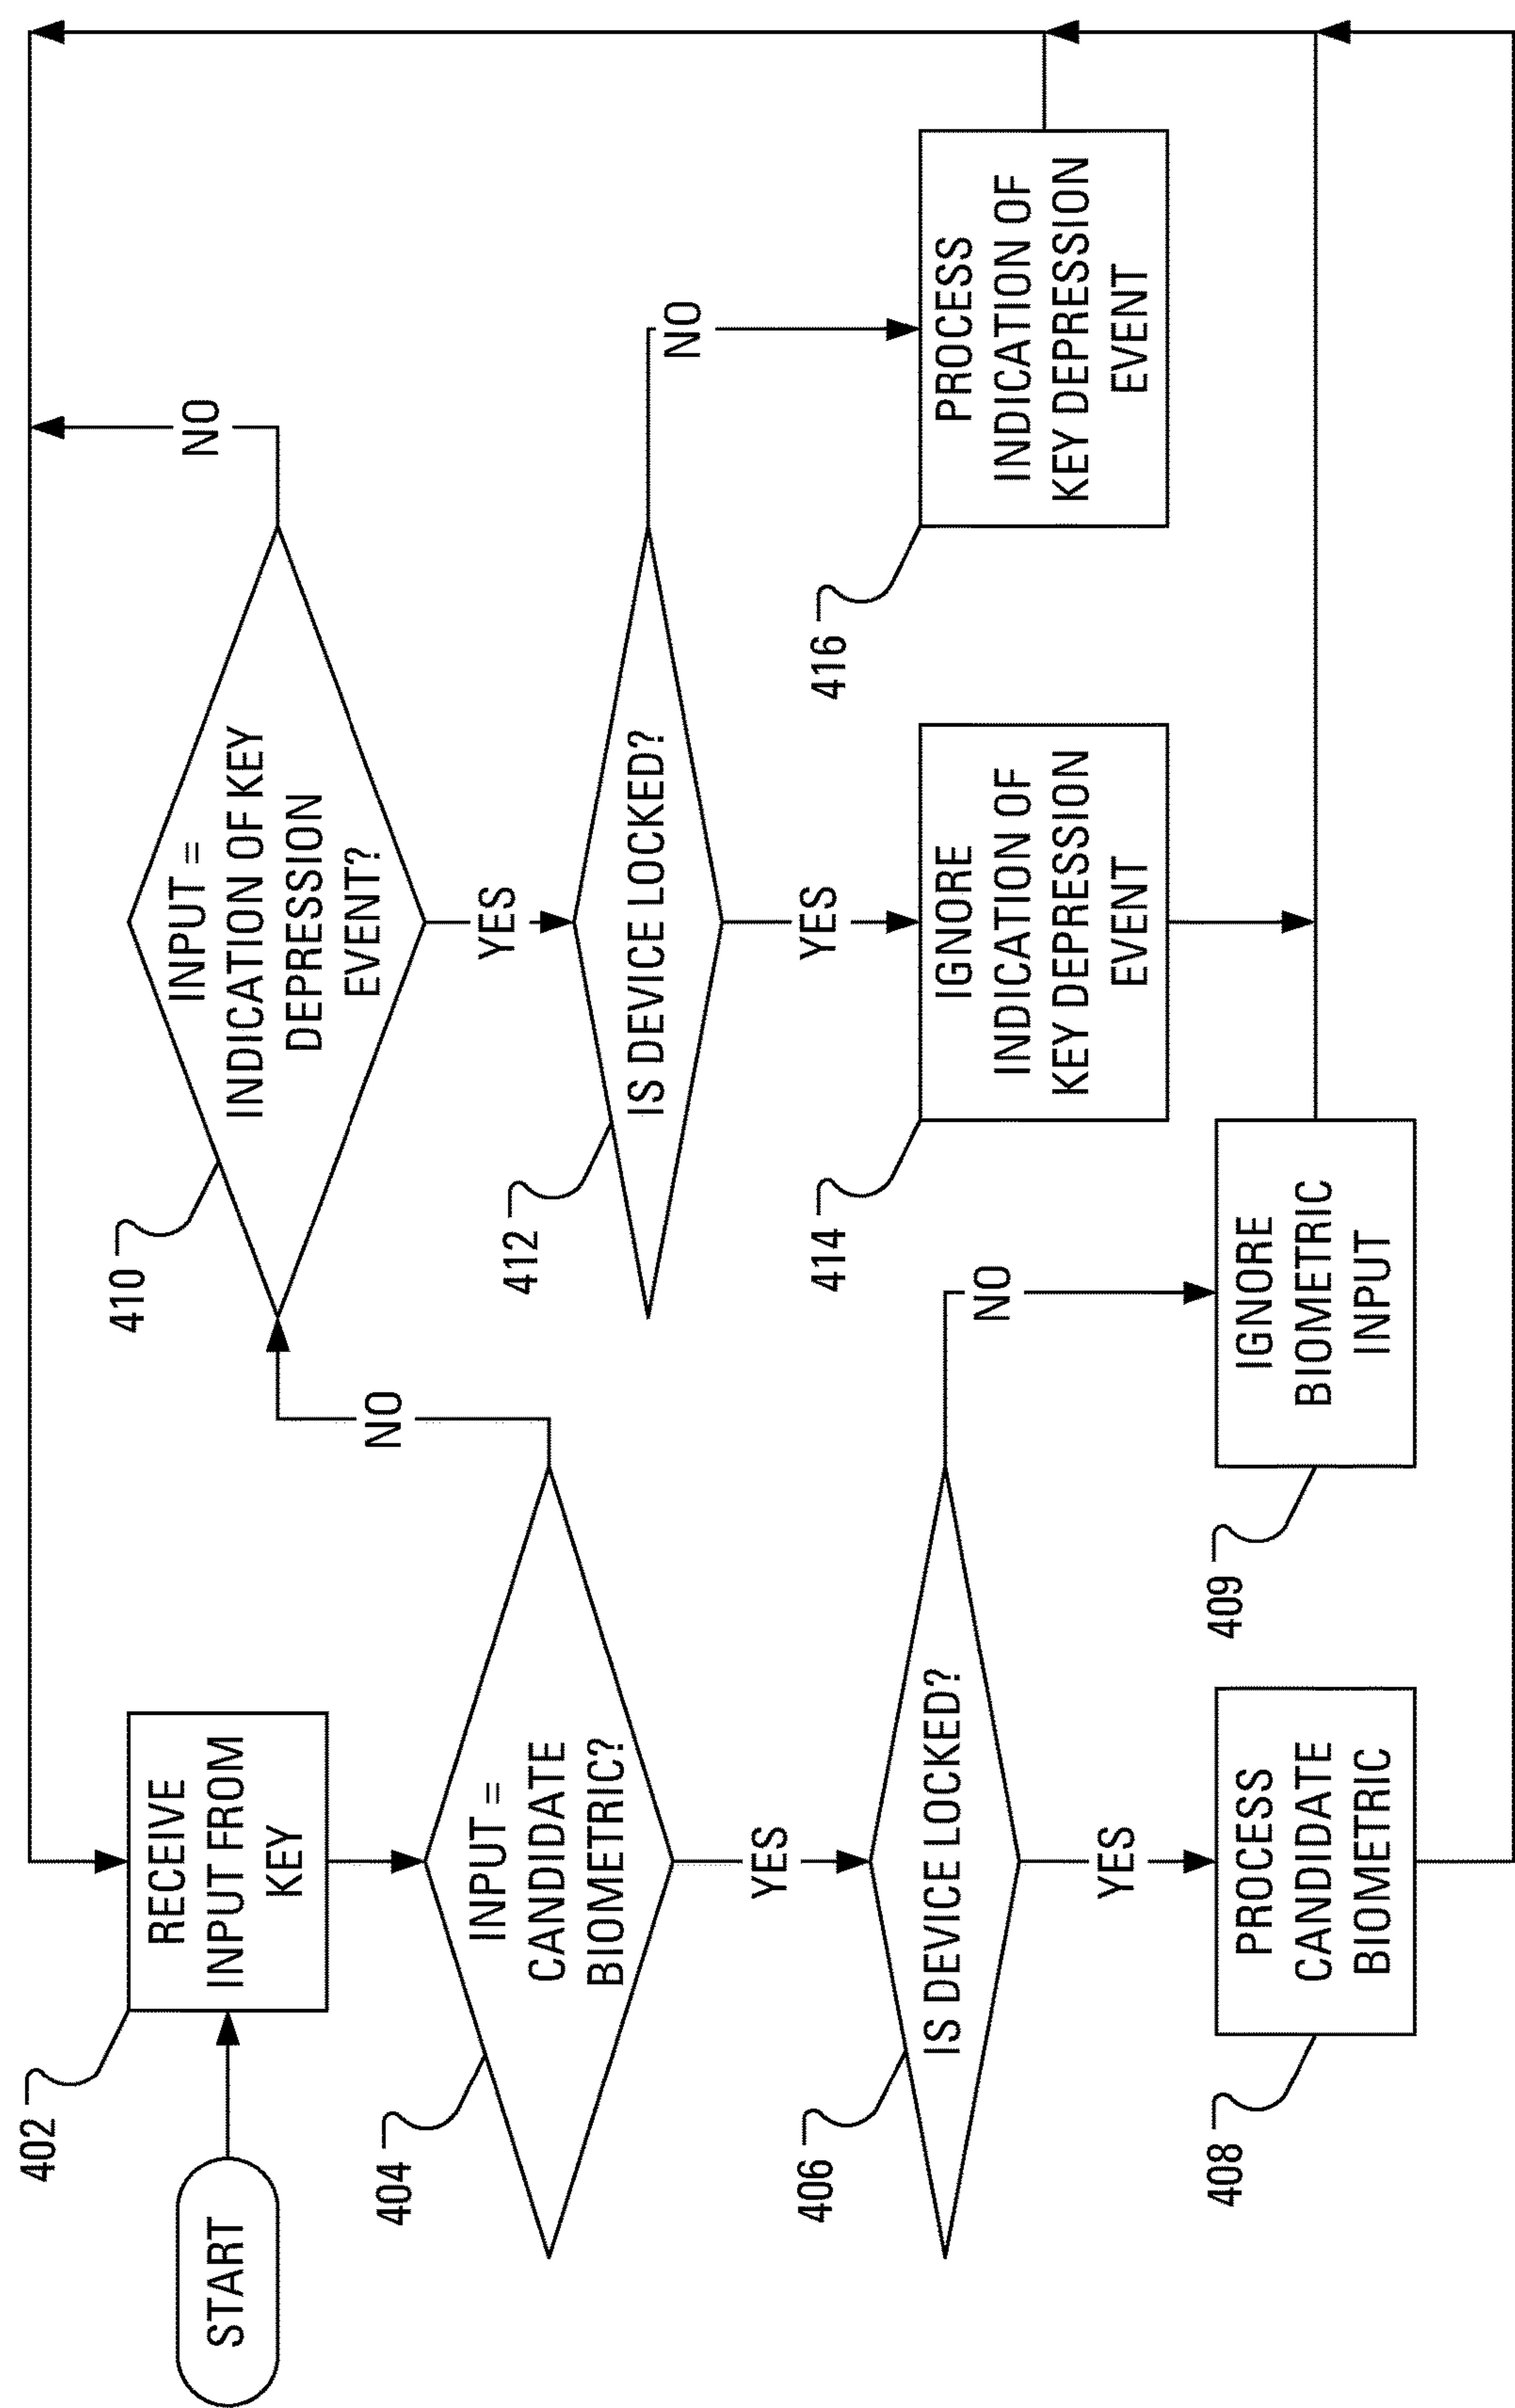 START
402
RECEIVE
INPUT FROM
KEY
404
INPUT =
CANDIDATE
BIOMETRIC?
NO
YES
406
IS DEVICE LOCKED?
NO
YES
408
PROCESS
CANDIDATE
BIOMETRIC
409
IGNORE
BIOMETRIC
INPUT
410
INPUT =
INDICATION OF KEY
DEPRESSION
EVENT?
NO
YES
412
IS DEVICE LOCKED?
NO
YES
414
IGNORE
INDICATION OF
KEY DEPRESSION
EVENT
416
PROCESS
INDICATION OF
KEY DEPRESSION
EVENT